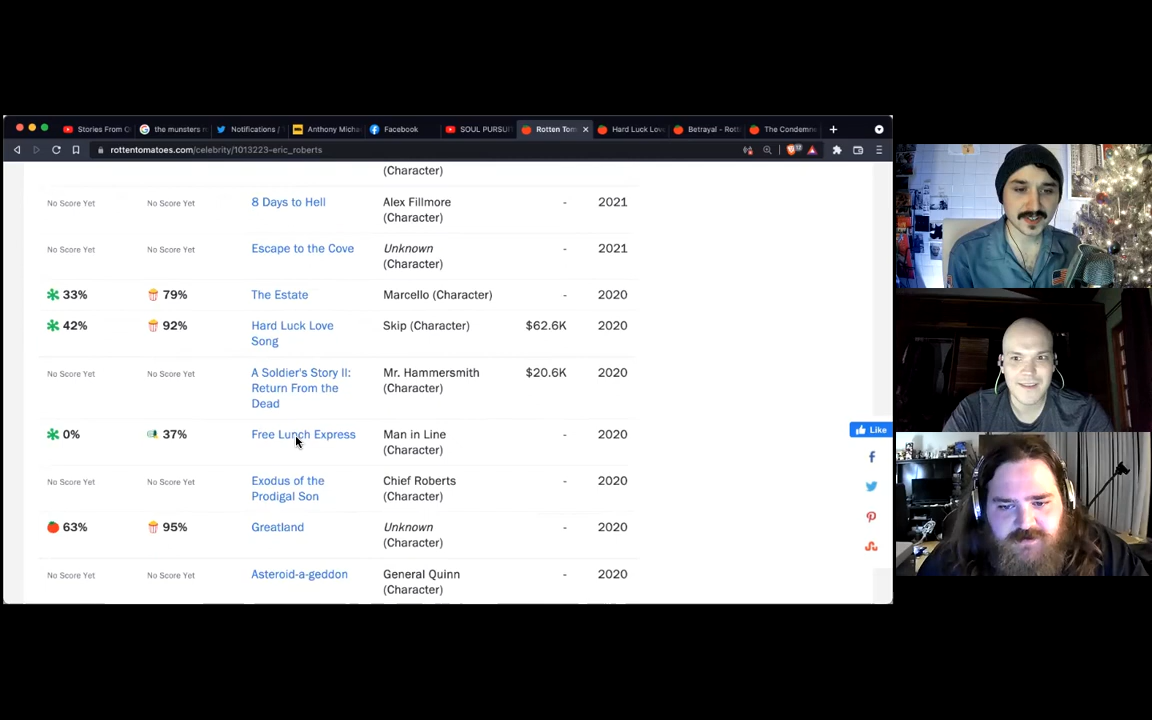 Stories From O
the munsters r
Notifications /
Anthony Micha
Facebook
SOUL PURSUI
Rotten Tom
Hard Luck Lov
Betrayal - Rott
The Condemne
rottentomatoes.com/celebrity/1013223-eric_roberts
(Character)
No Score Yet No Score Yet 8 Days to Hell Alex Fillmore - 2021
(Character)
No Score Yet No Score Yet Escape to the Cove Unknown - 2021
(Character)
33% 79% The Estate Marcello (Character) - 2020
42% 92% Hard Luck Love Skip (Character) $62.6K 2020
Song
No Score Yet No Score Yet A Soldier's Story II: Mr. Hammersmith $20.6K 2020
Return From the (Character)
Dead
0% 37% Free Lunch Express Man in Line - 2020
(Character)
No Score Yet No Score Yet Exodus of the Chief Roberts - 2020
Prodigal Son (Character)
63% 95% Greatland Unknown - 2020
(Character)
No Score Yet No Score Yet Asteroid-a-geddon General Quinn - 2020
(Character)
Like